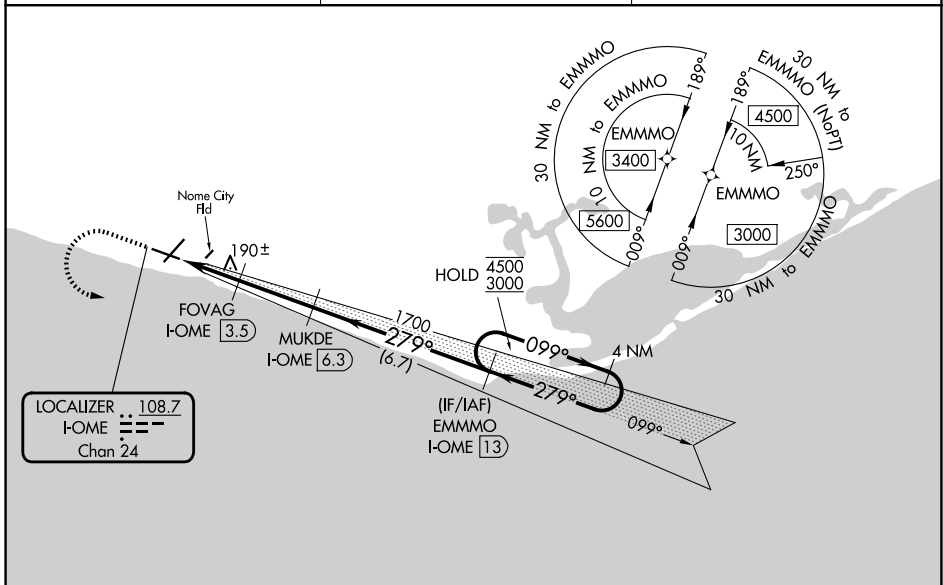 30 NM to EMMMO
10 NM to EMMMO
EMMMO
3400
5600
189°
009°
30 NM to
EMMMO (NoPT)
4500
189°
10 NM
250°
EMMMO
3000
009°
30 NM to EMMMO
Nome City
Fld
190±
FOVAG
I-OME 3.5
MUKDE
I-OME 6.3
1700
279°
(6.7)
HOLD 4500
3000
099°
4 NM
279°
099°
(IF/IAF)
EMMMO
I-OME 13
LOCALIZER 108.7
I-OME
Chan 24